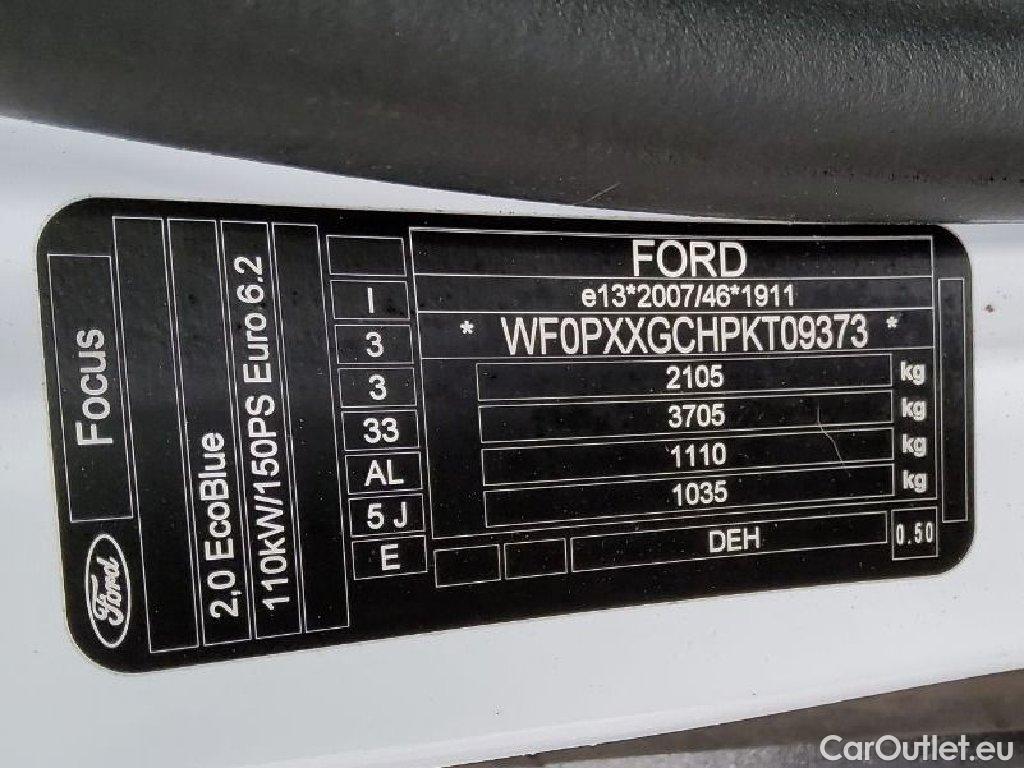 FORD
e13*2007/46*1911
* WF0PXXGCHPKT09373 *
2105 kg
3705 kg
1110 kg
1035 kg
DEH 0.50
I
3
3
33
AL
5 J
E
Focus
2,0 EcoBlue
110kW/150PS Euro 6.2
Ford
CarOutlet.eu